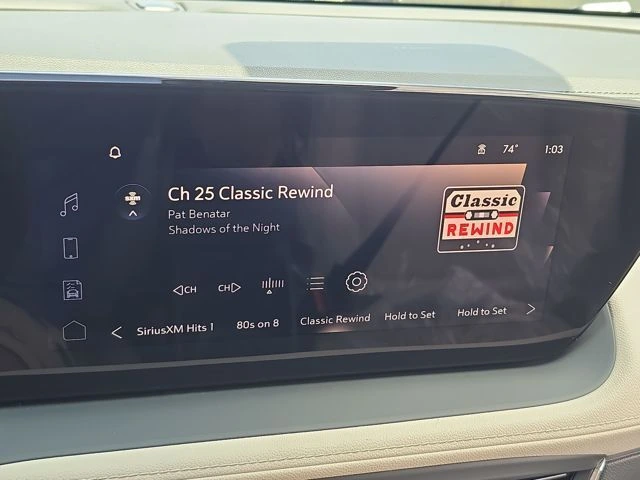 74° 1:03
Ch 25 Classic Rewind
Pat Benatar
Shadows of the Night
sxm
Classic
REWIND
CH CH
SiriusXM Hits 1 80s on 8 Classic Rewind Hold to Set Hold to Set